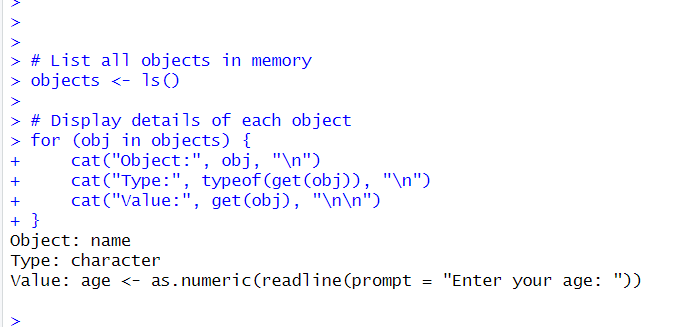 >
>
>
> # List all objects in memory
> objects <- ls()
>
> # Display details of each object
> for (obj in objects) {
+     cat("Object:", obj, "\n")
+     cat("Type:", typeof(get(obj)), "\n")
+     cat("Value:", get(obj), "\n\n")
+ }
Object: name
Type: character
Value: age <- as.numeric(readline(prompt = "Enter your age: "))

>